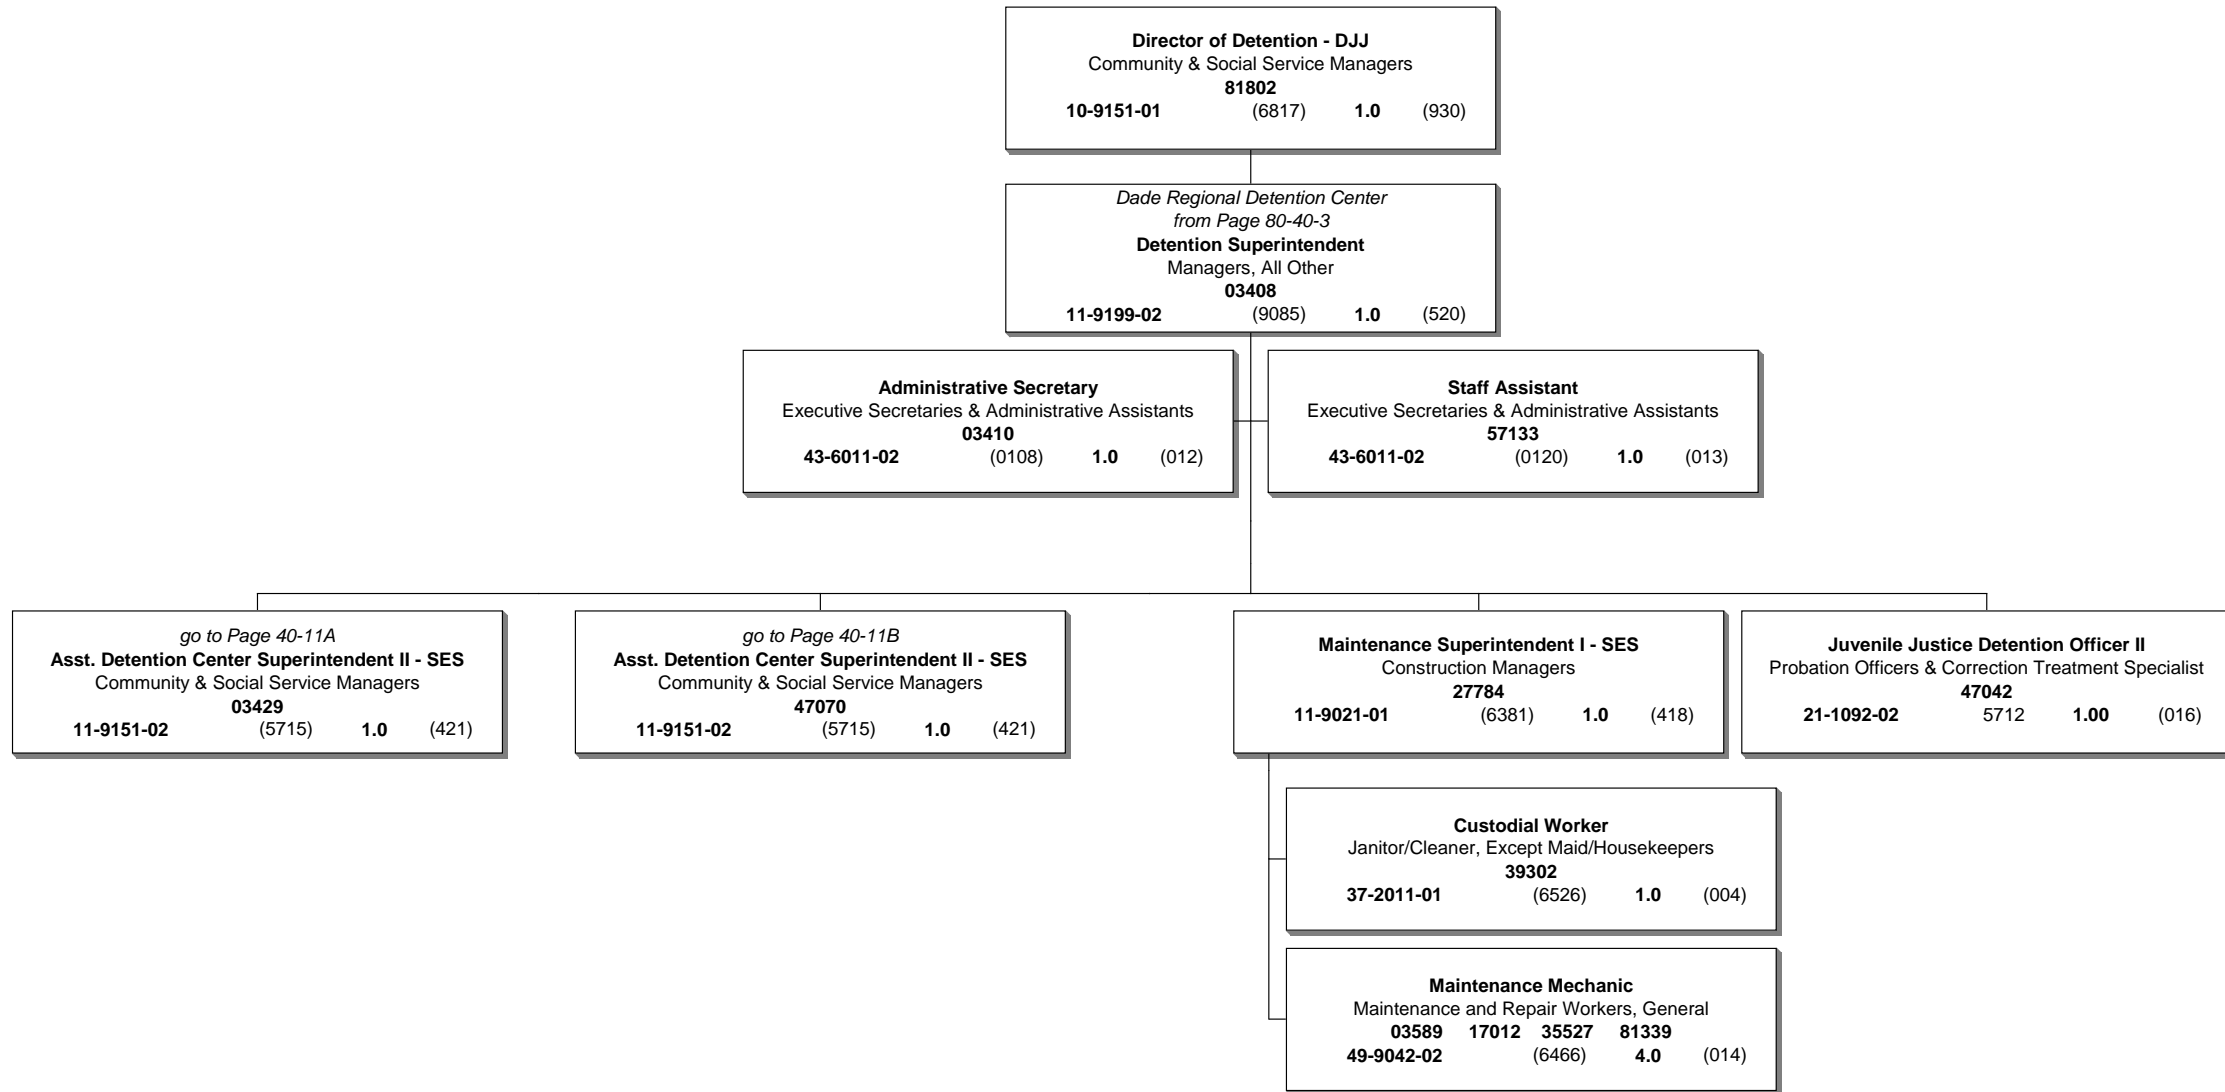 Director of Detention - DJJ
Community & Social Service Managers
81802
10-9151-01 (6817) 1.0 (930)
Dade Regional Detention Center
from Page 80-40-3
Detention Superintendent
Managers, All Other
03408
11-9199-02 (9085) 1.0 (520)
Administrative Secretary
Executive Secretaries & Administrative Assistants
03410
43-6011-02 (0108) 1.0 (012)
Staff Assistant
Executive Secretaries & Administrative Assistants
57133
43-6011-02 (0120) 1.0 (013)
go to Page 40-11A
Asst. Detention Center Superintendent II - SES
Community & Social Service Managers
03429
11-9151-02 (5715) 1.0 (421)
go to Page 40-11B
Asst. Detention Center Superintendent II - SES
Community & Social Service Managers
47070
11-9151-02 (5715) 1.0 (421)
Maintenance Superintendent I - SES
Construction Managers
27784
11-9021-01 (6381) 1.0 (418)
Juvenile Justice Detention Officer II
Probation Officers & Correction Treatment Specialist
47042
21-1092-02 5712 1.00 (016)
Custodial Worker
Janitor/Cleaner, Except Maid/Housekeepers
39302
37-2011-01 (6526) 1.0 (004)
Maintenance Mechanic
Maintenance and Repair Workers, General
03589 17012 35527 81339
49-9042-02 (6466) 4.0 (014)